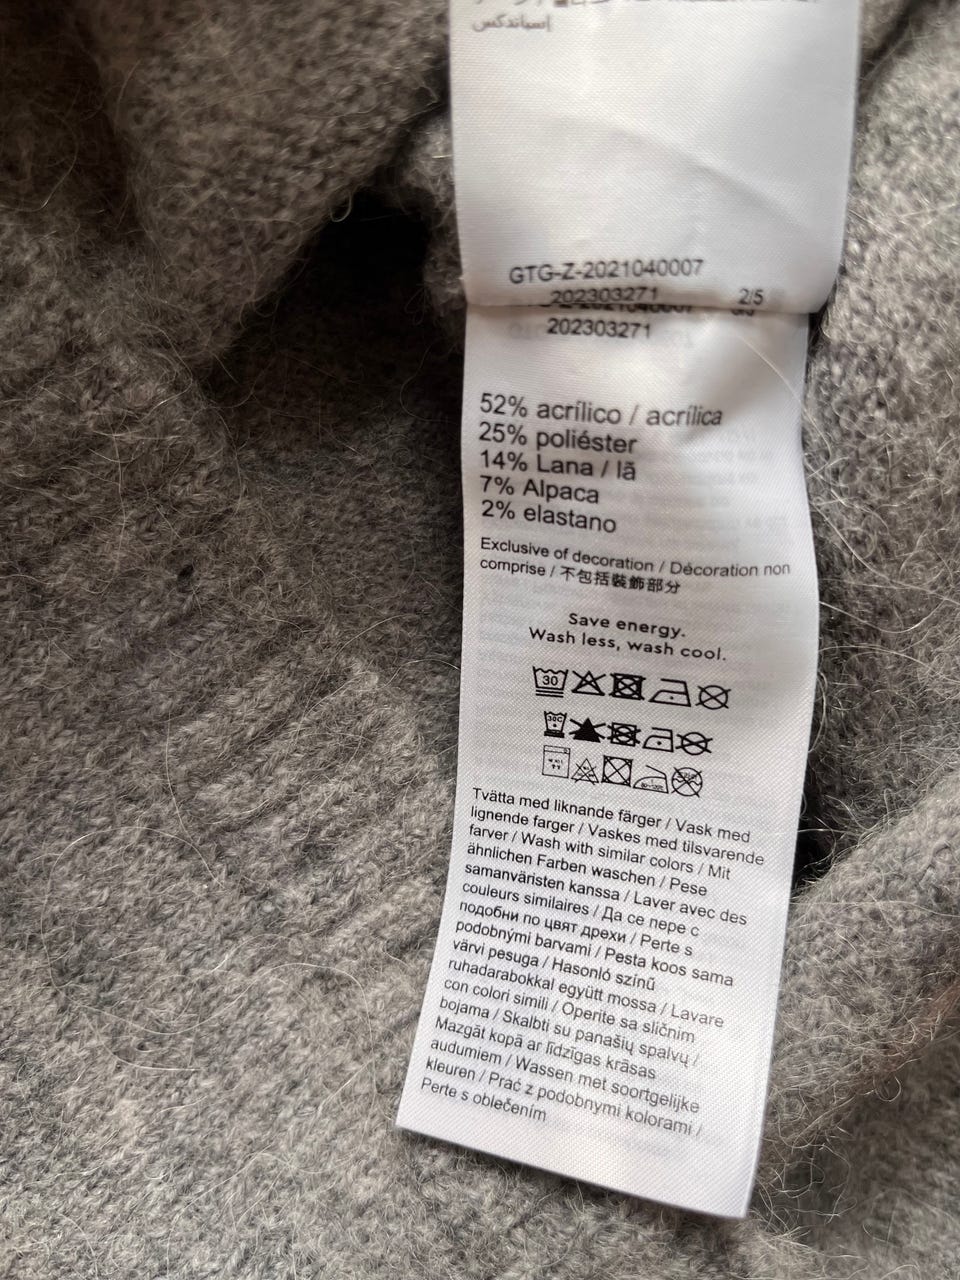 إسباندكس
GTG-Z-2021040007
202303271 2/5
202303271
52% acrílico / acrílica
25% poliéster
14% Lana / lã
7% Alpaca
2% elastano
Exclusive of decoration / Décoration non
comprise / 不包括裝飾部分
Save energy.
Wash less, wash cool.
30
30C
Tvätta med liknande färger / Vask med
lignende farger / Vaskes med tilsvarende
farver / Wash with similar colors / Mit
ähnlichen Farben waschen / Pese
samanväristen kanssa / Laver avec des
couleurs similaires / Да се пере с
подобни по цвят дрехи / Perte s
podobnými barvami / Pesta koos sama
värvi pesuga / Hasonló színű
ruhadarabokkal együtt mossa / Lavare
con colori simili / Operite sa sličnim
bojama / Skalbti su panašių spalvų /
Mazgāt kopā ar līdzīgas krāsas
audumiem / Wassen met soortgelijke
kleuren / Prać z podobnymi kolorami /
Perte s oblečením